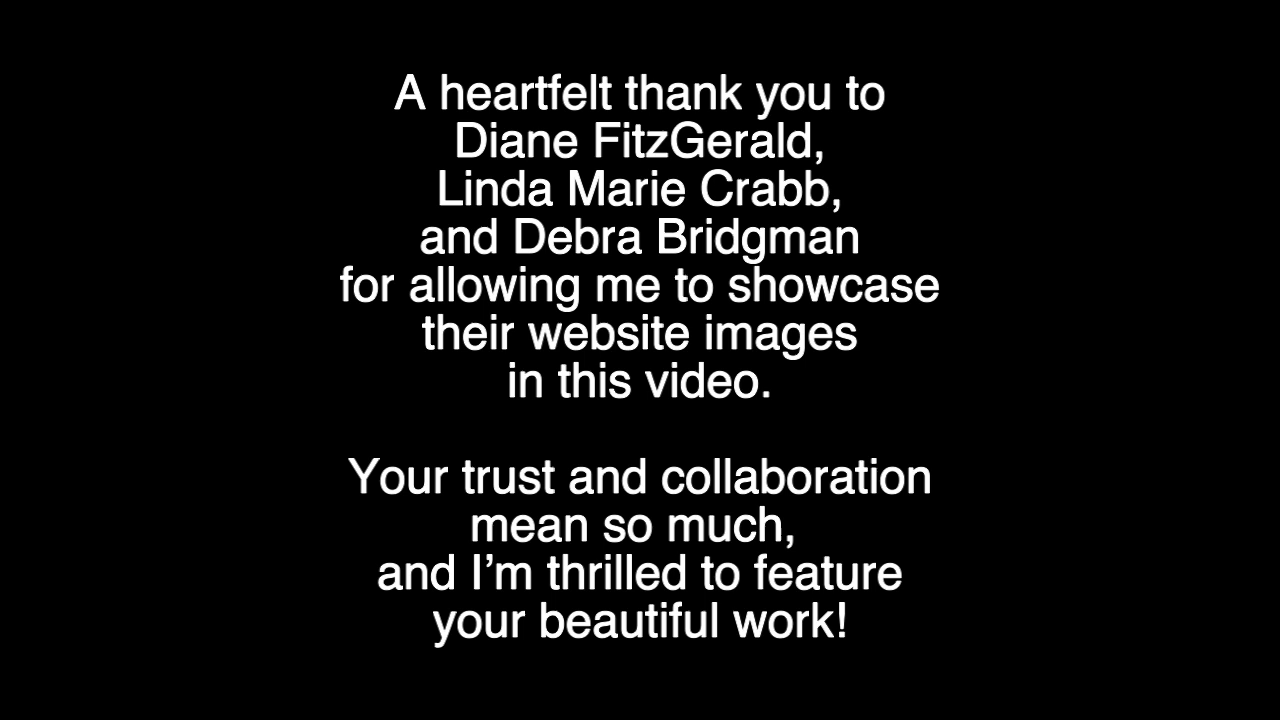 A heartfelt thank you to
Diane FitzGerald,
Linda Marie Crabb,
and Debra Bridgman
for allowing me to showcase
their website images
in this video.
Your trust and collaboration
mean so much,
and I’m thrilled to feature
your beautiful work!